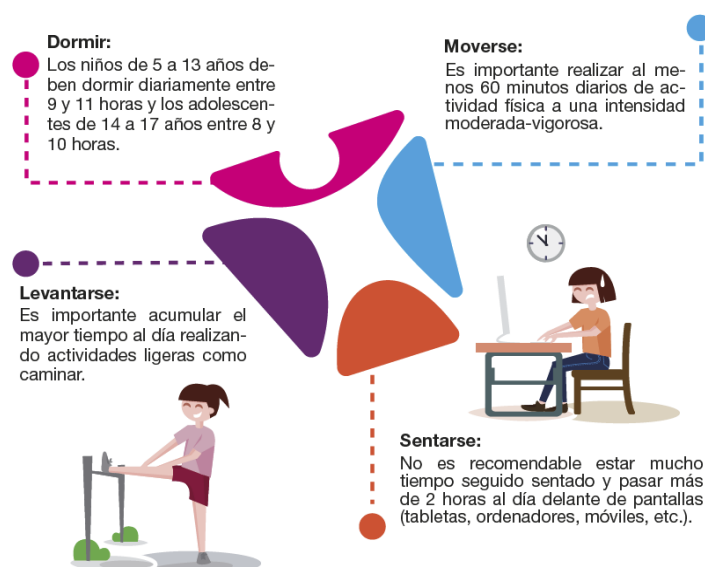 Dormir:
Los niños de 5 a 13 años de-
ben dormir diariamente entre
9 y 11 horas y los adolescen-
tes de 14 a 17 años entre 8 y
10 horas.
Moverse:
Es importante realizar al me-
nos 60 minutos diarios de ac-
tividad física a una intensidad
moderada-vigorosa.
Levantarse:
Es importante acumular el
mayor tiempo al día realizan-
do actividades ligeras como
caminar.
Sentarse:
No es recomendable estar mucho
tiempo seguido sentado y pasar más
de 2 horas al día delante de pantallas
(tabletas, ordenadores, móviles, etc.).